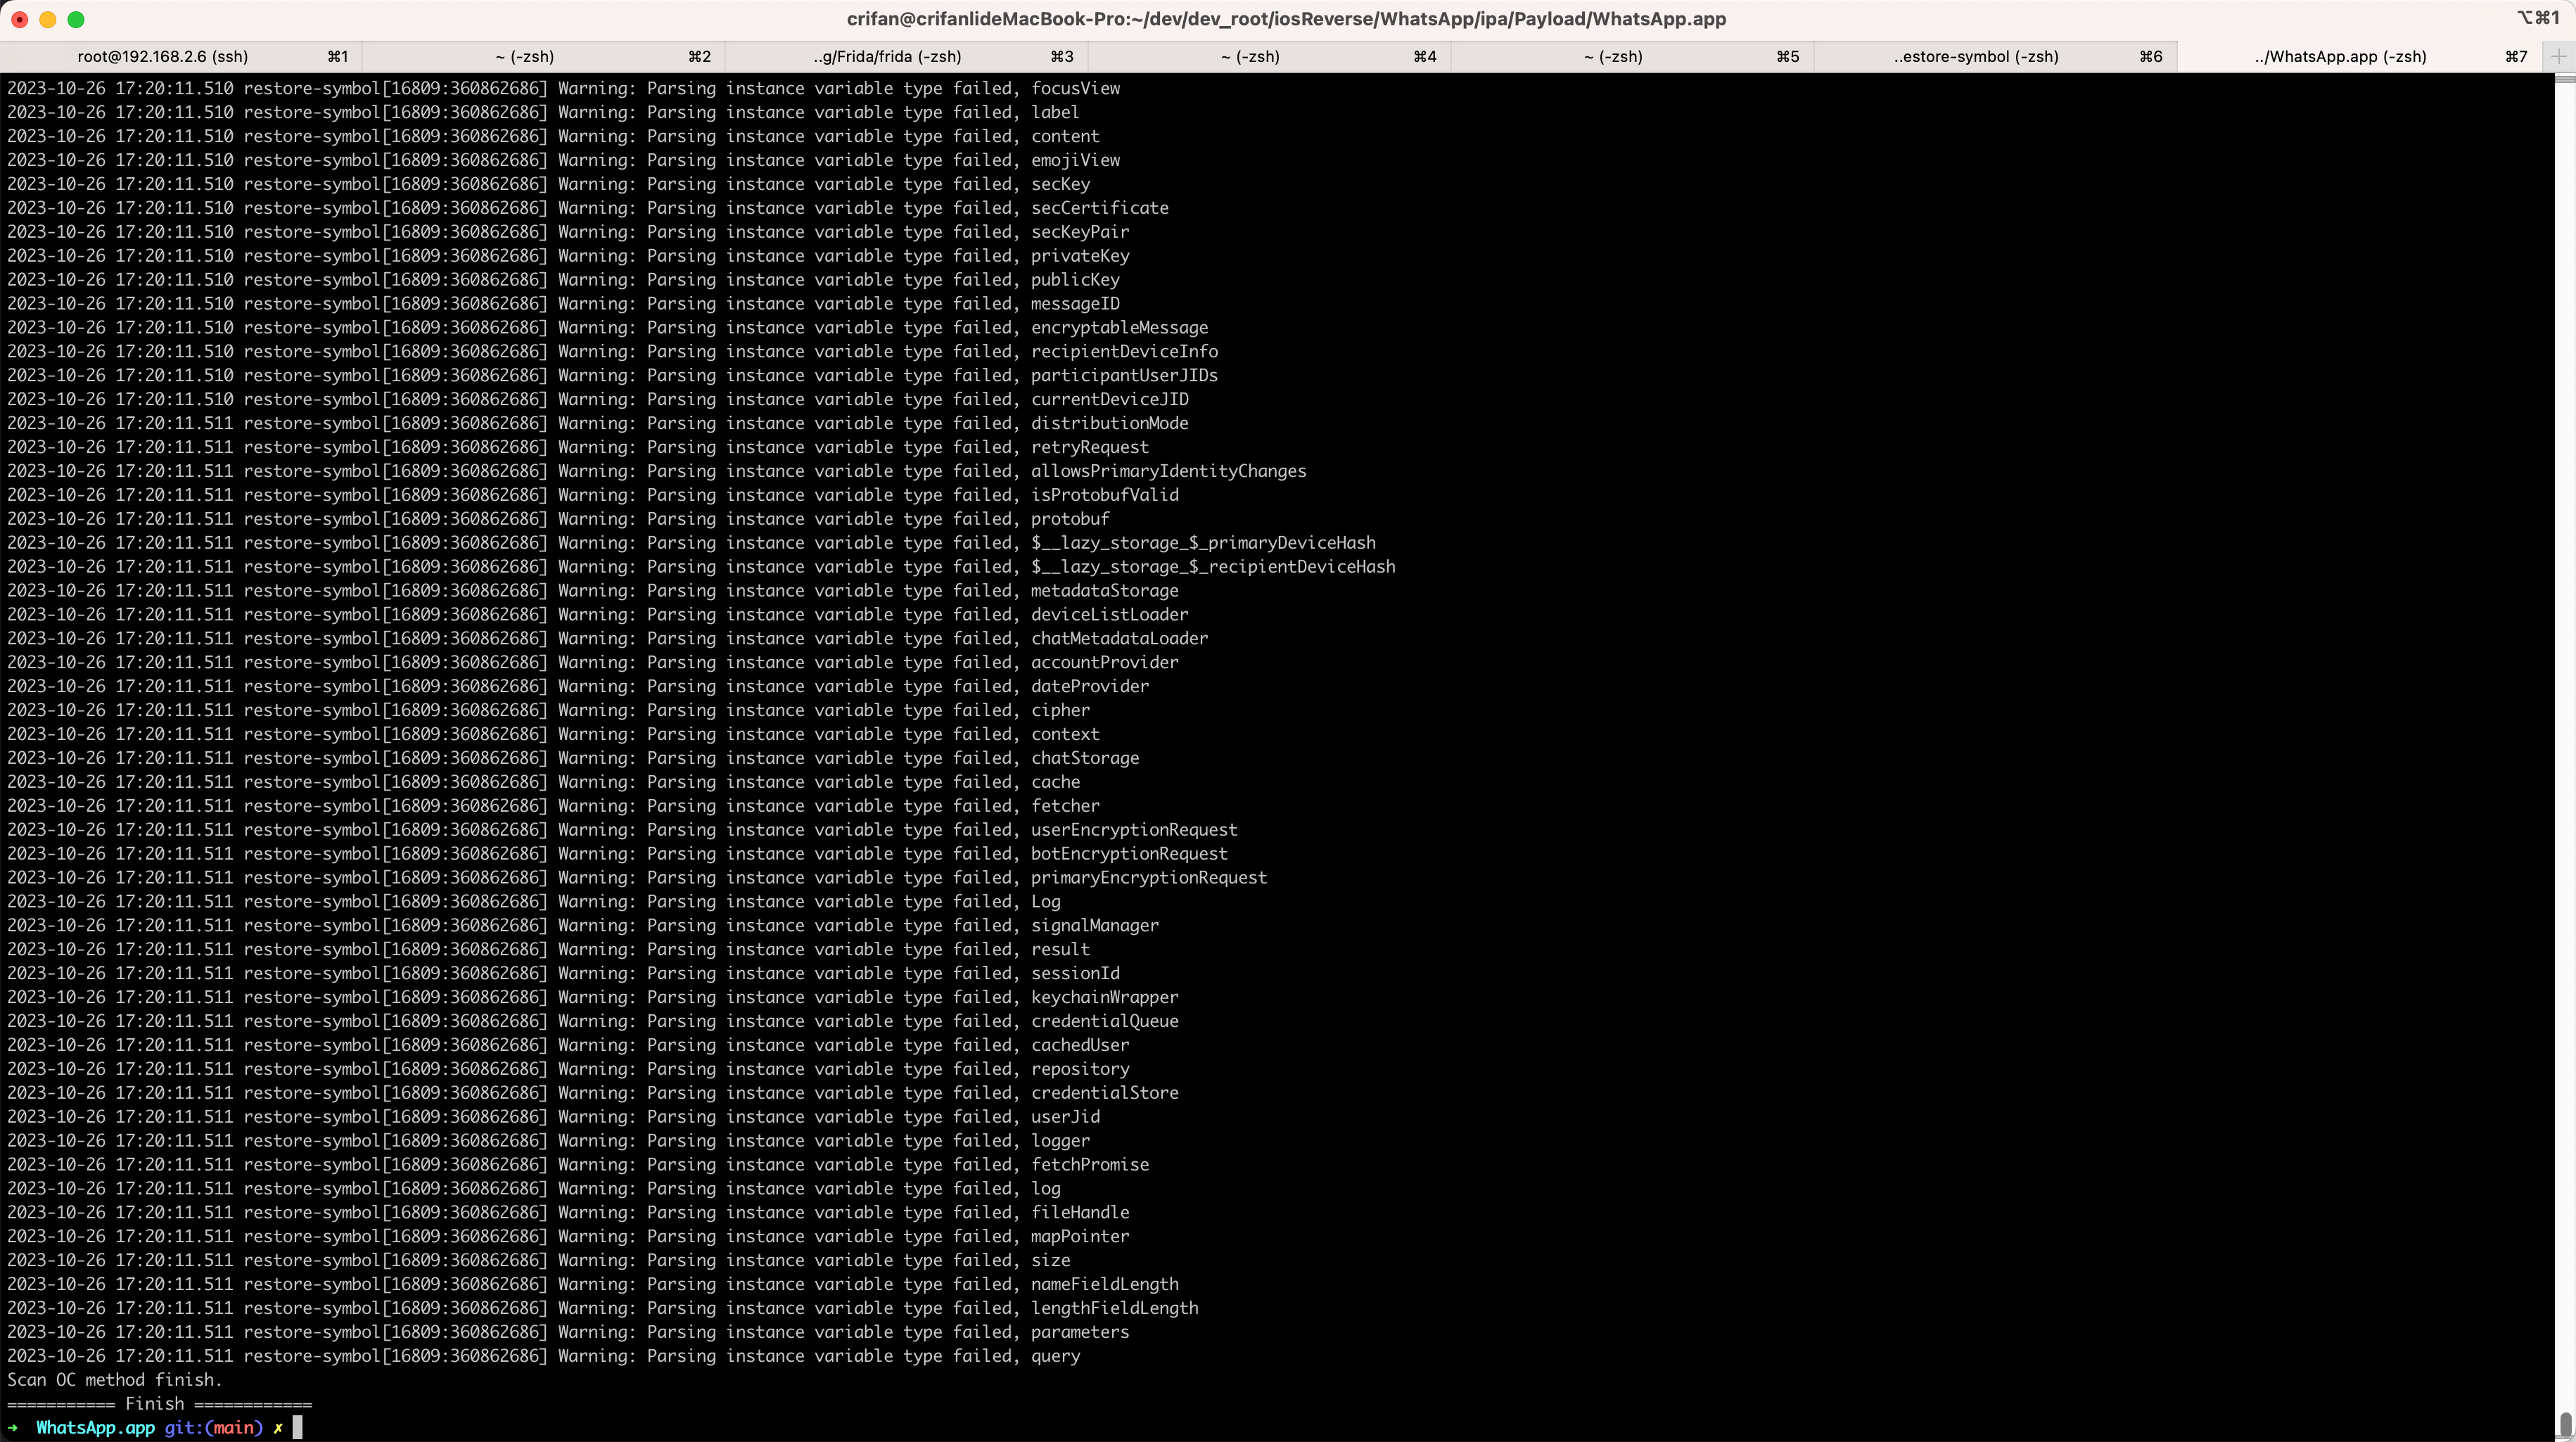 crifan@crifanlideMacBook-Pro:~/dev/dev_root/iosReverse/WhatsApp/ipa/Payload/WhatsApp.app ⌥⌘1
root@192.168.2.6 (ssh) ⌘1 ~ (-zsh) ⌘2 ..g/Frida/frida (-zsh) ⌘3 ~ (-zsh) ⌘4 ~ (-zsh) ⌘5 ..estore-symbol (-zsh) ⌘6 ../WhatsApp.app (-zsh) ⌘7
2023-10-26 17:20:11.510 restore-symbol[16809:360862686] Warning: Parsing instance variable type failed, focusView
2023-10-26 17:20:11.510 restore-symbol[16809:360862686] Warning: Parsing instance variable type failed, label
2023-10-26 17:20:11.510 restore-symbol[16809:360862686] Warning: Parsing instance variable type failed, content
2023-10-26 17:20:11.510 restore-symbol[16809:360862686] Warning: Parsing instance variable type failed, emojiView
2023-10-26 17:20:11.510 restore-symbol[16809:360862686] Warning: Parsing instance variable type failed, secKey
2023-10-26 17:20:11.510 restore-symbol[16809:360862686] Warning: Parsing instance variable type failed, secCertificate
2023-10-26 17:20:11.510 restore-symbol[16809:360862686] Warning: Parsing instance variable type failed, secKeyPair
2023-10-26 17:20:11.510 restore-symbol[16809:360862686] Warning: Parsing instance variable type failed, privateKey
2023-10-26 17:20:11.510 restore-symbol[16809:360862686] Warning: Parsing instance variable type failed, publicKey
2023-10-26 17:20:11.510 restore-symbol[16809:360862686] Warning: Parsing instance variable type failed, messageID
2023-10-26 17:20:11.510 restore-symbol[16809:360862686] Warning: Parsing instance variable type failed, encryptableMessage
2023-10-26 17:20:11.510 restore-symbol[16809:360862686] Warning: Parsing instance variable type failed, recipientDeviceInfo
2023-10-26 17:20:11.510 restore-symbol[16809:360862686] Warning: Parsing instance variable type failed, participantUserJIDs
2023-10-26 17:20:11.510 restore-symbol[16809:360862686] Warning: Parsing instance variable type failed, currentDeviceJID
2023-10-26 17:20:11.511 restore-symbol[16809:360862686] Warning: Parsing instance variable type failed, distributionMode
2023-10-26 17:20:11.511 restore-symbol[16809:360862686] Warning: Parsing instance variable type failed, retryRequest
2023-10-26 17:20:11.511 restore-symbol[16809:360862686] Warning: Parsing instance variable type failed, allowsPrimaryIdentityChanges
2023-10-26 17:20:11.511 restore-symbol[16809:360862686] Warning: Parsing instance variable type failed, isProtobufValid
2023-10-26 17:20:11.511 restore-symbol[16809:360862686] Warning: Parsing instance variable type failed, protobuf
2023-10-26 17:20:11.511 restore-symbol[16809:360862686] Warning: Parsing instance variable type failed, $__lazy_storage_$_primaryDeviceHash
2023-10-26 17:20:11.511 restore-symbol[16809:360862686] Warning: Parsing instance variable type failed, $__lazy_storage_$_recipientDeviceHash
2023-10-26 17:20:11.511 restore-symbol[16809:360862686] Warning: Parsing instance variable type failed, metadataStorage
2023-10-26 17:20:11.511 restore-symbol[16809:360862686] Warning: Parsing instance variable type failed, deviceListLoader
2023-10-26 17:20:11.511 restore-symbol[16809:360862686] Warning: Parsing instance variable type failed, chatMetadataLoader
2023-10-26 17:20:11.511 restore-symbol[16809:360862686] Warning: Parsing instance variable type failed, accountProvider
2023-10-26 17:20:11.511 restore-symbol[16809:360862686] Warning: Parsing instance variable type failed, dateProvider
2023-10-26 17:20:11.511 restore-symbol[16809:360862686] Warning: Parsing instance variable type failed, cipher
2023-10-26 17:20:11.511 restore-symbol[16809:360862686] Warning: Parsing instance variable type failed, context
2023-10-26 17:20:11.511 restore-symbol[16809:360862686] Warning: Parsing instance variable type failed, chatStorage
2023-10-26 17:20:11.511 restore-symbol[16809:360862686] Warning: Parsing instance variable type failed, cache
2023-10-26 17:20:11.511 restore-symbol[16809:360862686] Warning: Parsing instance variable type failed, fetcher
2023-10-26 17:20:11.511 restore-symbol[16809:360862686] Warning: Parsing instance variable type failed, userEncryptionRequest
2023-10-26 17:20:11.511 restore-symbol[16809:360862686] Warning: Parsing instance variable type failed, botEncryptionRequest
2023-10-26 17:20:11.511 restore-symbol[16809:360862686] Warning: Parsing instance variable type failed, primaryEncryptionRequest
2023-10-26 17:20:11.511 restore-symbol[16809:360862686] Warning: Parsing instance variable type failed, Log
2023-10-26 17:20:11.511 restore-symbol[16809:360862686] Warning: Parsing instance variable type failed, signalManager
2023-10-26 17:20:11.511 restore-symbol[16809:360862686] Warning: Parsing instance variable type failed, result
2023-10-26 17:20:11.511 restore-symbol[16809:360862686] Warning: Parsing instance variable type failed, sessionId
2023-10-26 17:20:11.511 restore-symbol[16809:360862686] Warning: Parsing instance variable type failed, keychainWrapper
2023-10-26 17:20:11.511 restore-symbol[16809:360862686] Warning: Parsing instance variable type failed, credentialQueue
2023-10-26 17:20:11.511 restore-symbol[16809:360862686] Warning: Parsing instance variable type failed, cachedUser
2023-10-26 17:20:11.511 restore-symbol[16809:360862686] Warning: Parsing instance variable type failed, repository
2023-10-26 17:20:11.511 restore-symbol[16809:360862686] Warning: Parsing instance variable type failed, credentialStore
2023-10-26 17:20:11.511 restore-symbol[16809:360862686] Warning: Parsing instance variable type failed, userJid
2023-10-26 17:20:11.511 restore-symbol[16809:360862686] Warning: Parsing instance variable type failed, logger
2023-10-26 17:20:11.511 restore-symbol[16809:360862686] Warning: Parsing instance variable type failed, fetchPromise
2023-10-26 17:20:11.511 restore-symbol[16809:360862686] Warning: Parsing instance variable type failed, log
2023-10-26 17:20:11.511 restore-symbol[16809:360862686] Warning: Parsing instance variable type failed, fileHandle
2023-10-26 17:20:11.511 restore-symbol[16809:360862686] Warning: Parsing instance variable type failed, mapPointer
2023-10-26 17:20:11.511 restore-symbol[16809:360862686] Warning: Parsing instance variable type failed, size
2023-10-26 17:20:11.511 restore-symbol[16809:360862686] Warning: Parsing instance variable type failed, nameFieldLength
2023-10-26 17:20:11.511 restore-symbol[16809:360862686] Warning: Parsing instance variable type failed, lengthFieldLength
2023-10-26 17:20:11.511 restore-symbol[16809:360862686] Warning: Parsing instance variable type failed, parameters
2023-10-26 17:20:11.511 restore-symbol[16809:360862686] Warning: Parsing instance variable type failed, query
Scan OC method finish.
=========== Finish ============
➜ WhatsApp.app git:(main) ✗